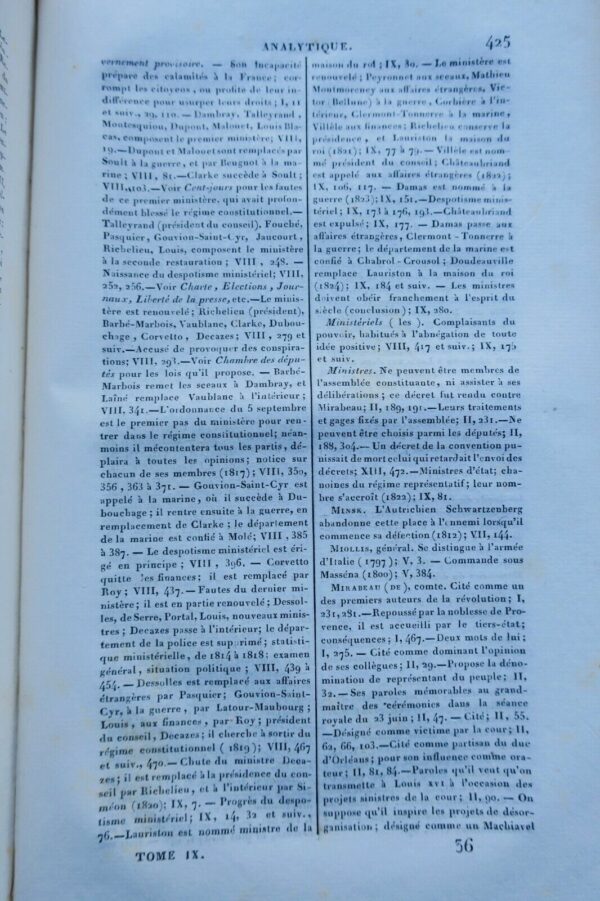 ANALYTIQUE.
425
vernement provisoire. — Son incapacité
prépare des calamités à la France; cor-
rompt les citoyens, ou profite de leur in-
différence pour usurper leurs droits; I, 11
et suiv., 29, 110. — Dambray, Talleyrand,
Montesquiou, Dupont, Malouet, Louis Bla-
cas, composent le premier ministère; VIII,
19.—Dupont et Malouet sont remplacés par
Soult à la guerre, et par Beugnot à la ma-
rine; VIII, 81.—Clarke succède à Soult;
VIII, 103.—Voir Cent-jours pour les fautes
de ce premier ministère, qui avait profon-
dément blessé le régime constitutionnel.—
Talleyrand (président du conseil), Fouché,
Pasquier, Gouvion-Saint-Cyr, Jaucourt,
Richelieu, Louis, composent le ministère
à la seconde restauration; VIII, 248. —
Naissance du despotisme ministériel; VIII,
252, 256.—Voir Charte, Elections, Jour-
naux, Liberté de la presse, etc.—Le minis-
tère est renouvelé; Richelieu (président),
Barbé-Marbois, Vaublanc, Clarke, Dubou-
chage, Corvetto, Decazes; VIII, 279 et
suiv.—Accusé de provoquer des conspira-
tions; VIII, 293.—Voir Chambre des dépu-
tés pour les lois qu'il propose. — Barbé-
Marbois remet les sceaux à Dambray, et
Laîné remplace Vaublanc à l'intérieur;
VIII, 341.—L'ordonnance du 5 septembre
est le premier pas du ministère pour ren-
trer dans le régime constitutionnel; néan-
moins il mécontentera tous les partis, dé-
plaira à toutes les opinions; notice sur
chacun de ses membres (1817); VIII, 350,
356, 363 à 371. — Gouvion-Saint-Cyr est
appelé à la marine, où il succède à Du-
bouchage; il rentre ensuite à la guerre, en
remplacement de Clarke; le département
de la marine est confié à Molé; VIII, 385
à 387. — Le despotisme ministériel est éri-
gé en principe; VIII, 396. — Corvetto
quitte les finances; il est remplacé par
Roy; VIII, 437.—Fautes du dernier mi-
nistère; il est en partie renouvelé; Dessol-
les, de Serre, Portal, Louis, nouveaux minis-
tres; Decazes passe à l'intérieur; le dépar-
tement de la police est supprimé; statisti-
que ministérielle, de 1814 à 1818; examen
général, situation politique; VIII, 439 à
454. — Dessolles est remplacé aux affaires
étrangères par Pasquier; Gouvion-Saint-
Cyr, à la guerre, par Latour-Maubourg;
Louis, aux finances, par Roy; président
du conseil, Decazes; il cherche à sortir du
régime constitutionnel (1819); VIII, 467
et suiv., 470.— Chute du ministre Deca-
zes; il est remplacé à la présidence du con-
seil par Richelieu, et à l'intérieur par Si-
méon (1820); IX, 7. — Progrès du despo-
tisme ministériel; IX, 14, 32 et suiv.,
76.—Lauriston est nommé ministre de la
maison du roi; IX, 80. — Le ministère est
renouvelé; Peyronnet aux sceaux, Mathieu
Montmorency aux affaires étrangères, Vic-
tor (Bellune) à la guerre, Corbière à l'in-
térieur, Clermont-Tonnerre à la marine,
Villèle aux finances; Richelieu conserve la
présidence, et Lauriston la maison du
roi (1821); IX, 77 à 79.— Villèle est nom-
mé président du conseil; Châteaubriand
est appelé aux affaires étrangères (1822);
IX, 106, 117. — Damas est nommé à la
guerre (1823); IX, 151.—Despotisme minis-
tériel; IX, 173 à 176, 193.—Châteaubriand
est expulsé; IX, 177. — Damas passe aux
affaires étrangères, Clermont-Tonnerre à
la guerre; le département de la marine est
confié à Chabrol-Crousol; Doudeauville
remplace Lauriston à la maison du roi
(1824); IX, 184 et suiv. — Les ministres
doivent obéir franchement à l'esprit du
siècle (conclusion); IX, 280.
Ministériels (les). Complaisants du
pouvoir, habitués à l'abnégation de toute
idée positive; VIII, 417 et suiv.; IX, 175
et suiv.
Ministres. Ne peuvent être membres de
l'assemblée constituante, ni assister à ses
délibérations; ce décret fut rendu contre
Mirabeau; II, 189, 191.—Leurs traitements
et gages fixés par l'assemblée; II, 231.—Ne
peuvent être choisis parmi les députés; II,
188, 304.—Un décret de la convention pu-
nissait de mort celui qui retardait l'envoi des
décrets; XIII, 472.—Ministres d'état; cha-
noines du régime représentatif; leur nom-
bre s'accroît (1822); IX, 81.
MINSK. L'Autrichien Schwartzenberg
abandonne cette place à l'ennemi lorsqu'il
commence sa défection (1812); VII, 144.
MIOLLIS, général. Se distingue à l'armée
d'Italie (1797); V, 3. — Commande sous
Masséna (1800); V, 384.
MIRABEAU (DE), comte. Cité comme un
des premiers auteurs de la révolution; I,
231, 281.—Repoussé par la noblesse de Pro-
vence, il est accueilli par le tiers-état;
conséquences; I, 467.—Deux mots de lui;
I, 275. — Cité comme dominant l'opinion
de ses collègues; II, 29.—Propose la déno-
mination de représentant du peuple; II,
32.—Ses paroles mémorables au grand-
maître des cérémonies dans la séance
royale du 23 juin; II, 47. — Cité; II, 55.
—Désigné comme victime par la cour; II,
62, 66, 103.—Cité comme partisan du duc
d'Orléans; pour son influence comme ora-
teur; II, 81, 84.—Paroles qu'il veut qu'on
transmette à Louis XVI à l'occasion des
projets sinistres de la cour; II, 90. — On
suppose qu'il inspire les projets de désor-
ganisation; désigné comme un Machiavel
TOME IX.
36